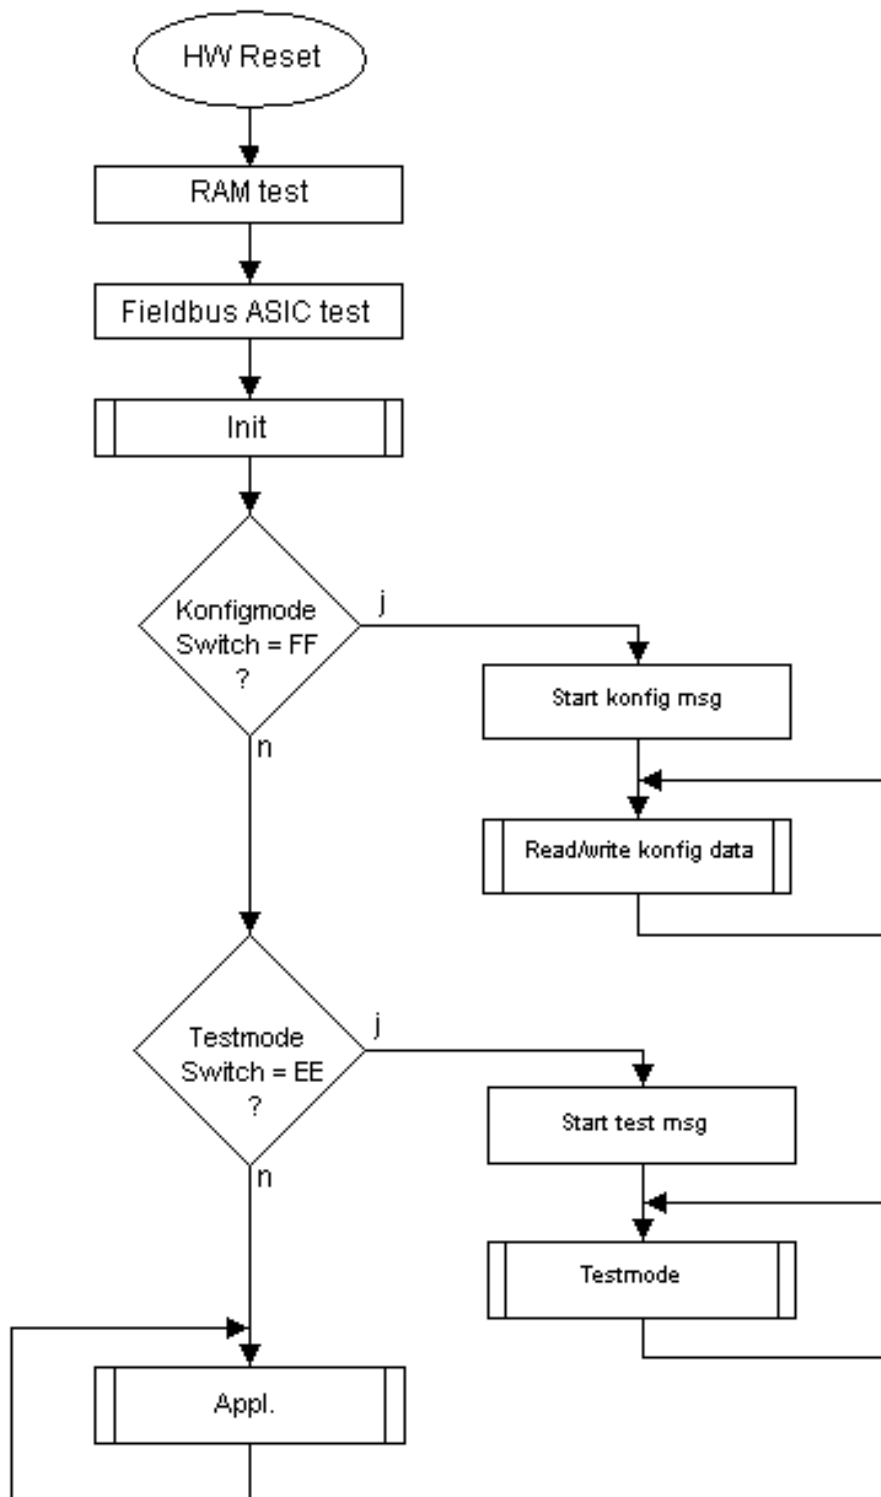 HW Reset
RAM test
Fieldbus ASIC test
Init
Konfigmode
Switch = FF
?
j
n
Start konfig msg
Read/write konfig data
Testmode
Switch = EE
?
j
n
Start test msg
Testmode
Appl.